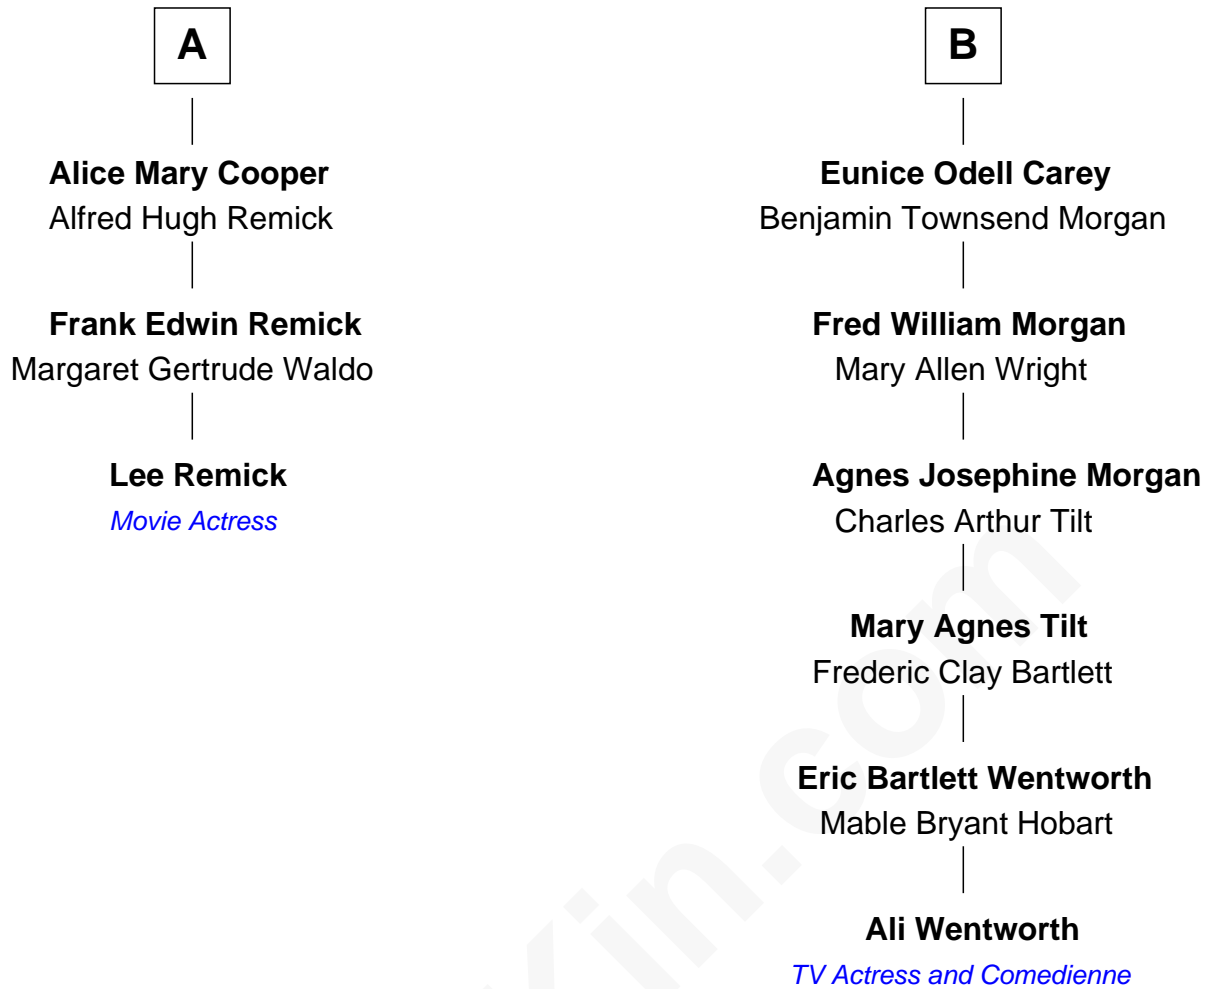 A
Alice Mary Cooper
Alfred Hugh Remick
Frank Edwin Remick
Margaret Gertrude Waldo
Lee Remick
Movie Actress
B
Eunice Odell Carey
Benjamin Townsend Morgan
Fred William Morgan
Mary Allen Wright
Agnes Josephine Morgan
Charles Arthur Tilt
Mary Agnes Tilt
Frederic Clay Bartlett
Eric Bartlett Wentworth
Mable Bryant Hobart
Ali Wentworth
TV Actress and Comedienne
Kin.com